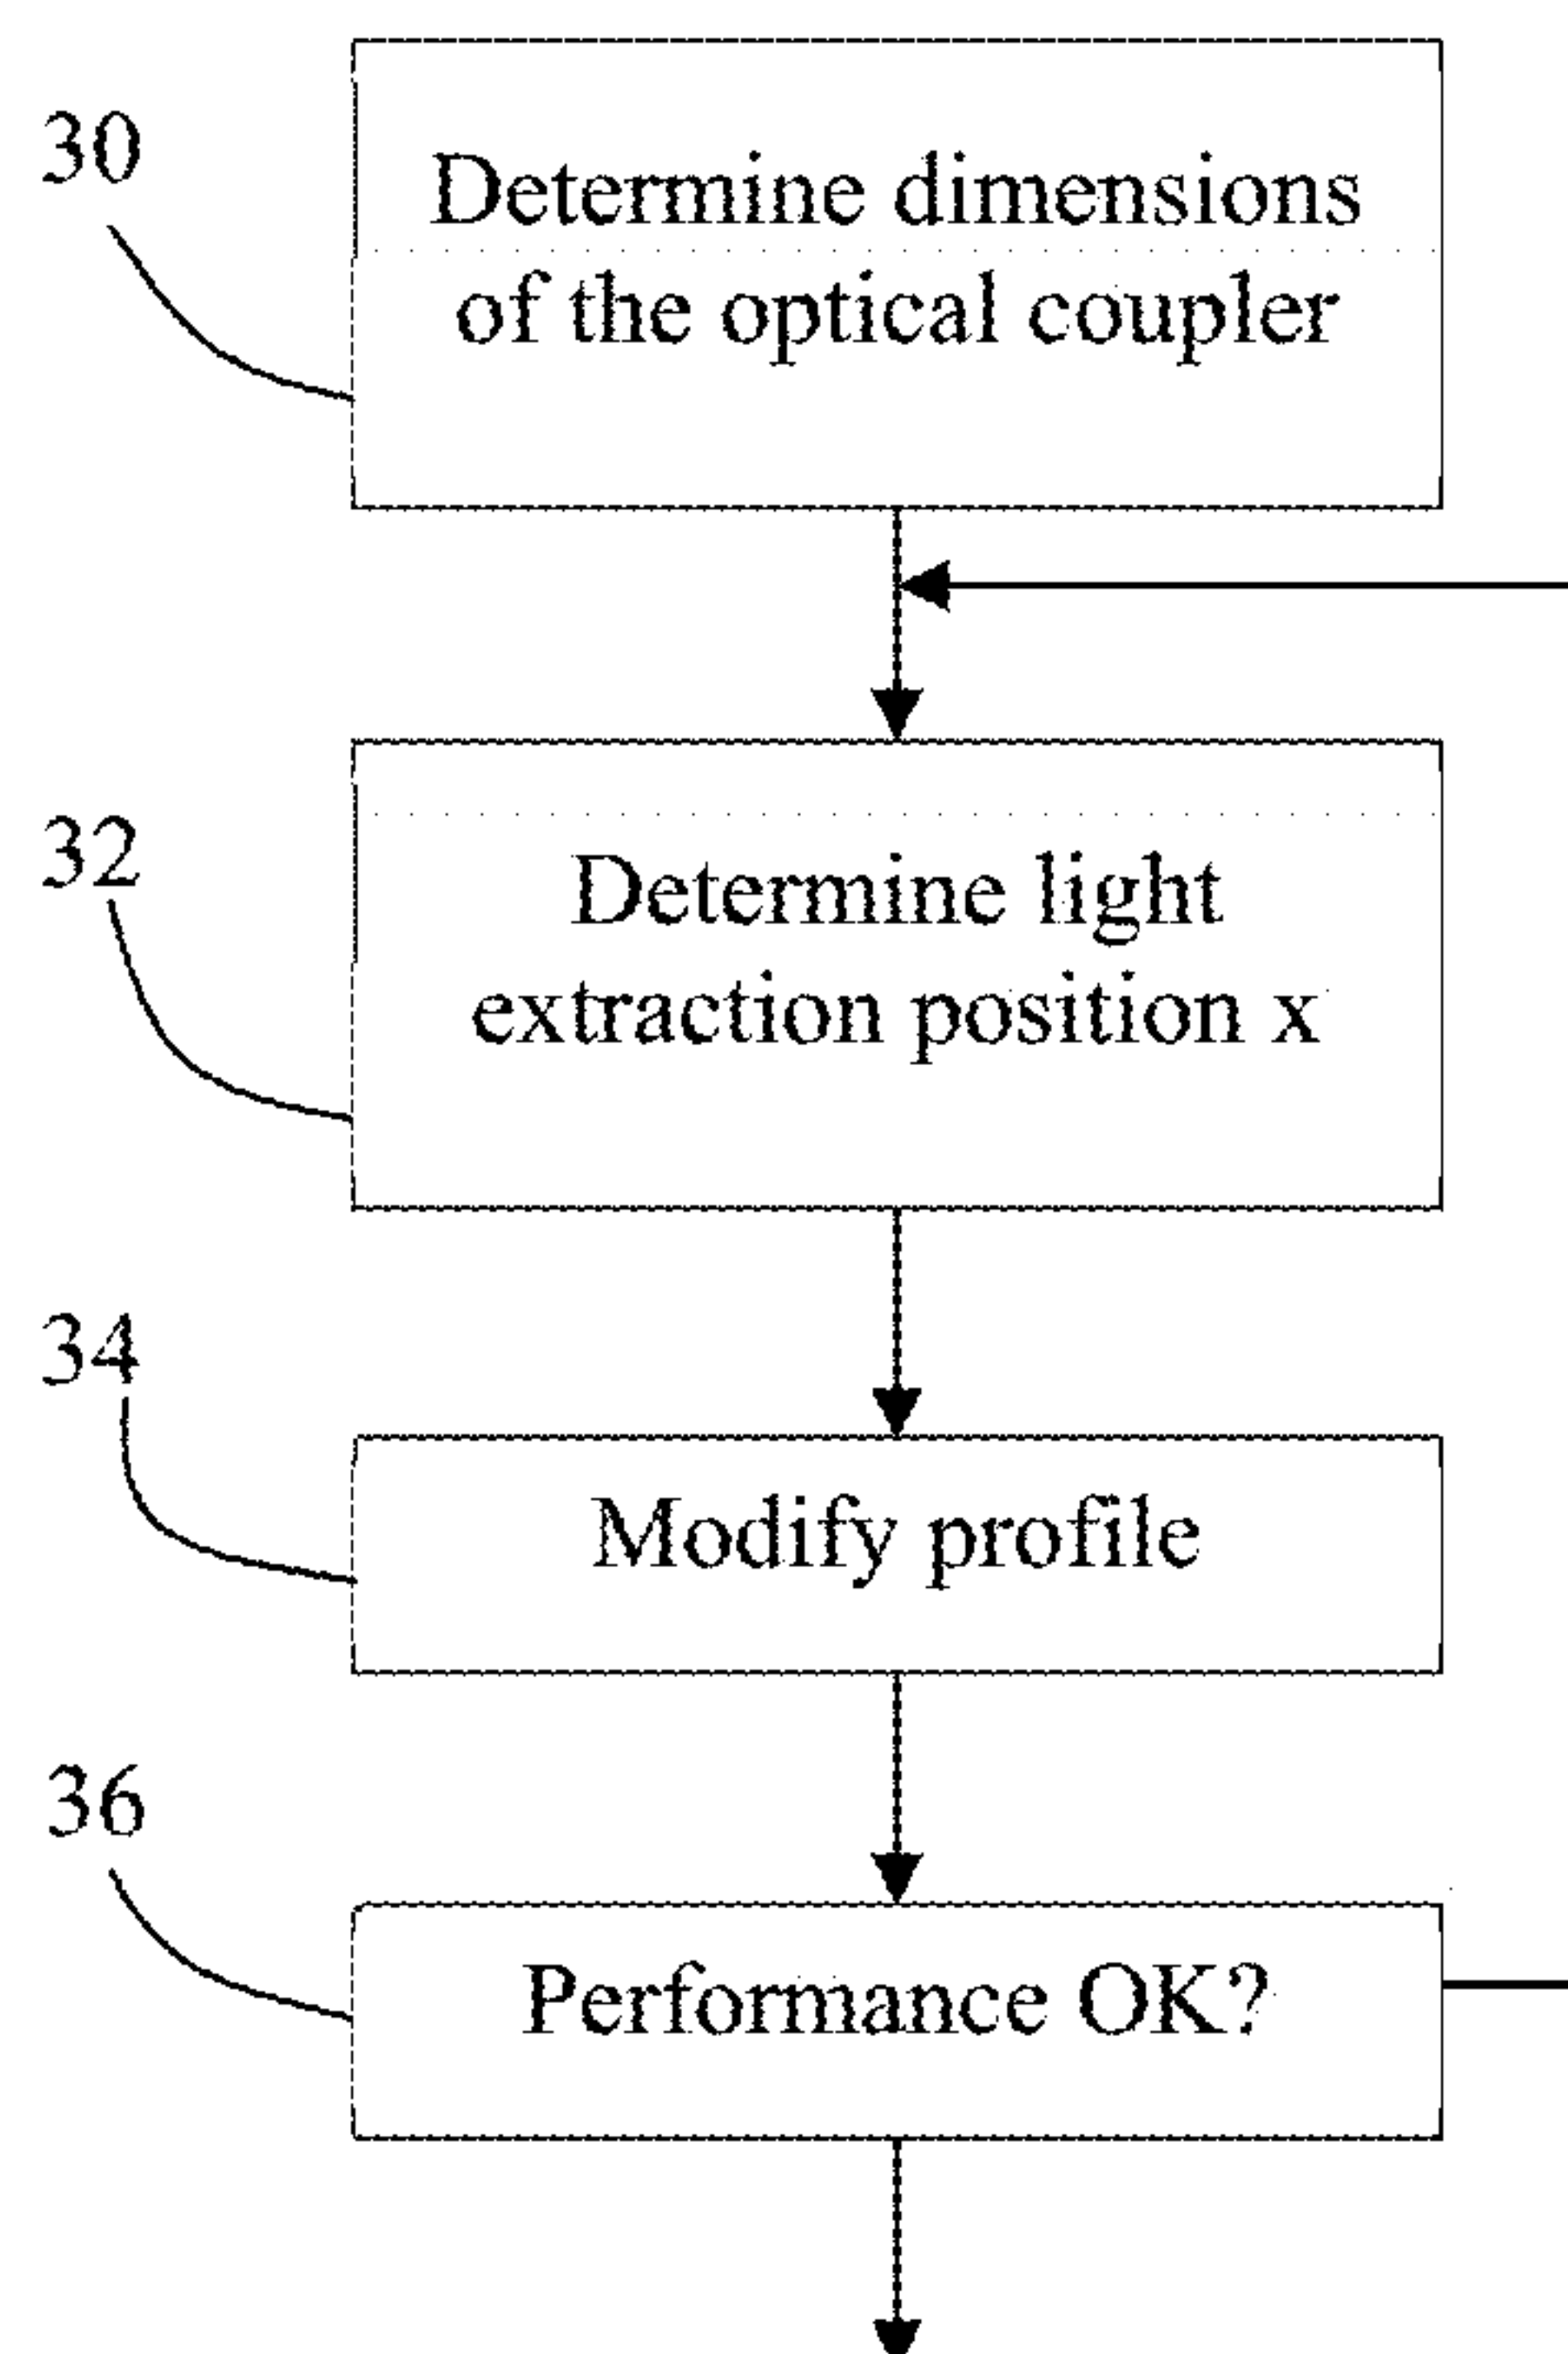 30
Determine dimensions
of the optical coupler
32
Determine light
extraction position x
34
Modify profile
36
Performance OK?